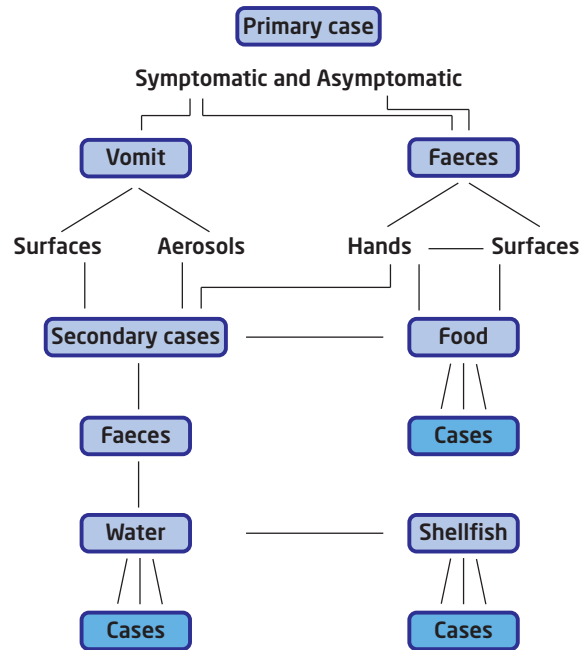 Primary case
Symptomatic and Asymptomatic
Vomit
Faeces
Surfaces
Aerosols
Hands
Surfaces
Secondary cases
Food
Faeces
Cases
Water
Shellfish
Cases
Cases